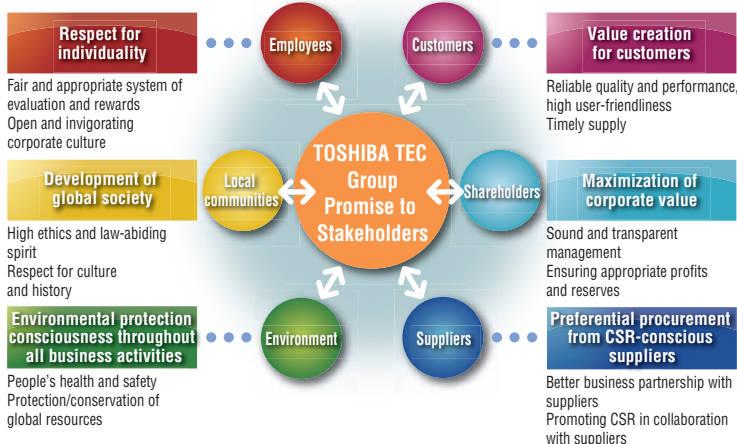 Respect for
individuality
Fair and appropriate system of
evaluation and rewards
Open and invigorating
corporate culture
Employees
Customers
Value creation
for customers
Reliable quality and performance,
high user-friendliness
Timely supply
Development of
global society
High ethics and law-abiding
spirit
Respect for culture
and history
Local
communities
TOSHIBA TEC
Group
Promise to
Stakeholders
Shareholders
Maximization of
corporate value
Sound and transparent
management
Ensuring appropriate profits
and reserves
Environmental protection
consciousness throughout
all business activities
People's health and safety
Protection/conservation of
global resources
Environment
Suppliers
Preferential procurement
from CSR-conscious
suppliers
Better business partnership with
suppliers
Promoting CSR in collaboration
with suppliers